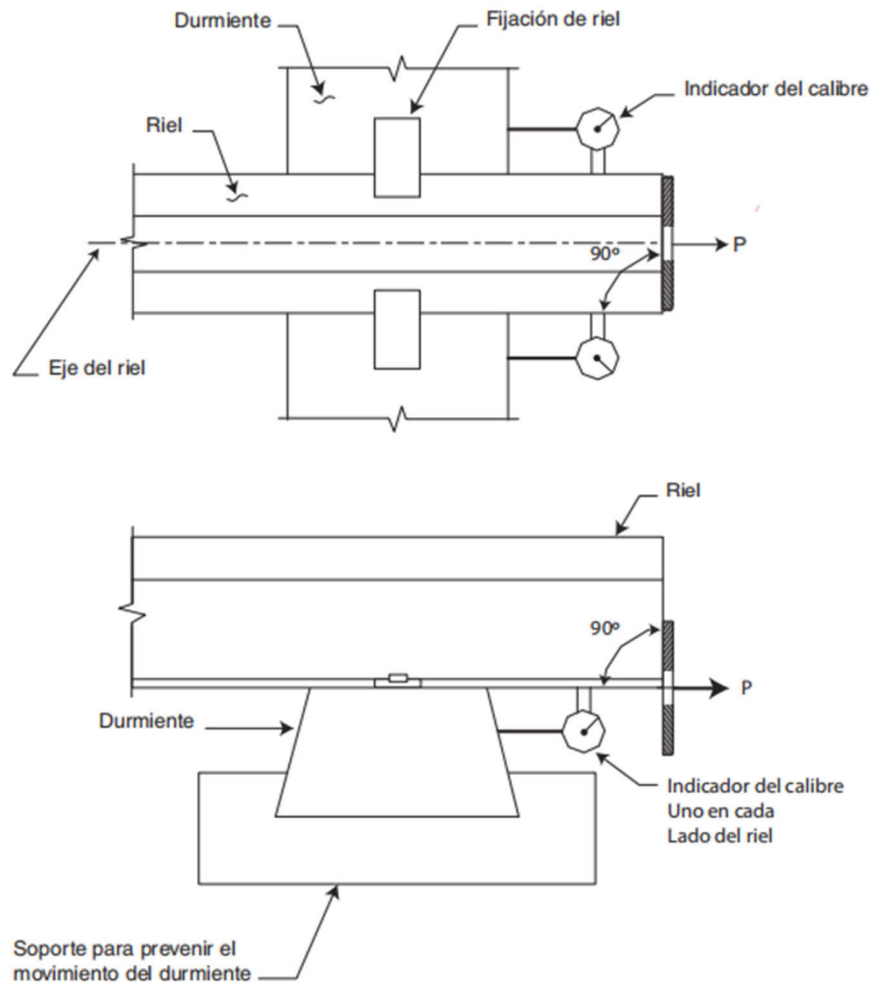 Durmiente
Fijación de riel
Indicador del calibre
Riel
90º
P
Eje del riel
Riel
90º
P
Durmiente
Indicador del calibre
Uno en cada
Lado del riel
Soporte para prevenir el
movimiento del durmiente